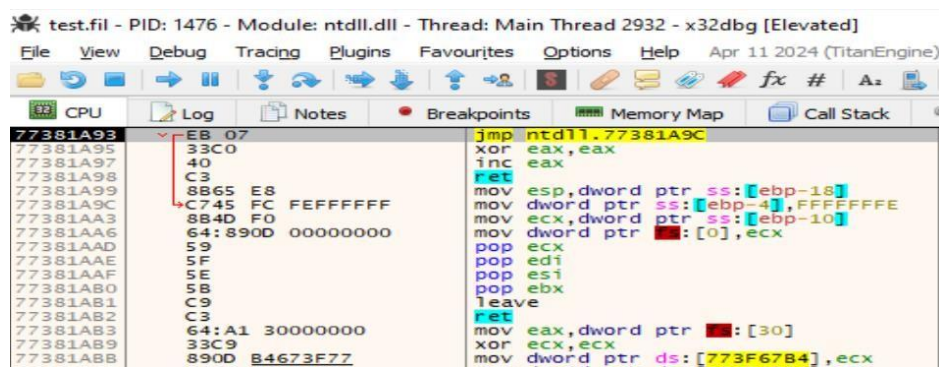 test.fil - PID: 1476 - Module: ntdll.dll - Thread: Main Thread 2932 - x32dbg [Elevated]
File View Debug Tracing Plugins Favourites Options Help Apr 11 2024 (TitanEngine)
S fx # Az
32 CPU Log Notes Breakpoints Memory Map Call Stack
77381A93 EB 07 jmp ntdll.77381A9C
77381A95 33C0 xor eax,eax
77381A97 40 inc eax
77381A98 C3 ret
77381A99 8B65 E8 mov esp,dword ptr ss:[ebp-18]
77381A9C C745 FC FEFFFFFF mov dword ptr ss:[ebp-4],FFFFFFFE
77381AA3 8B4D F0 mov ecx,dword ptr ss:[ebp-10]
77381AA6 64:890D 00000000 mov dword ptr fs:[0],ecx
77381AAD 59 pop ecx
77381AAE 5F pop edi
77381AAF 5E pop esi
77381AB0 5B pop ebx
77381AB1 C9 leave
77381AB2 C3 ret
77381AB3 64:A1 30000000 mov eax,dword ptr fs:[30]
77381AB9 33C9 xor ecx,ecx
77381ABB 890D B4673F77 mov dword ptr ds:[773F67B4],ecx